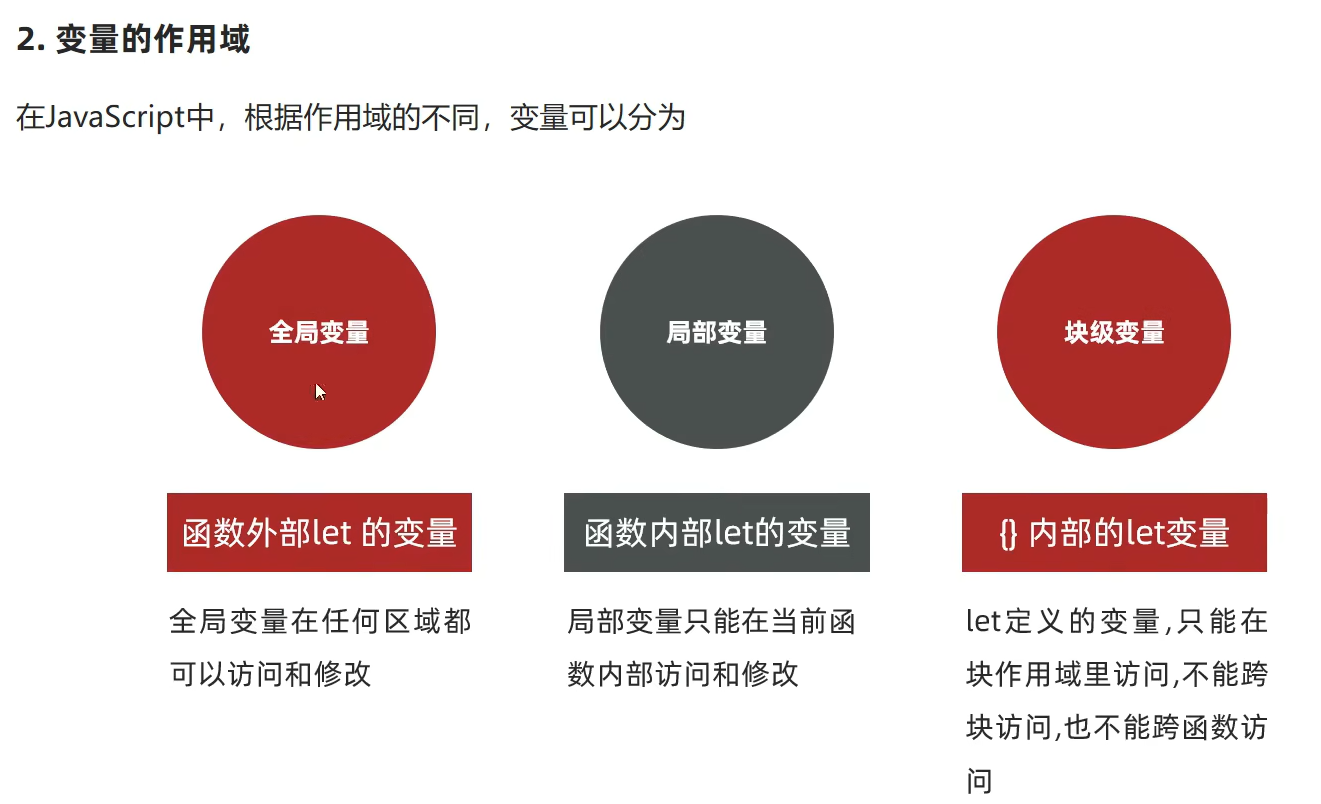 2. 变量的作用域
在JavaScript中，根据作用域的不同，变量可以分为
全局变量
局部变量
块级变量
函数外部let 的变量
函数内部let的变量
{} 内部的let变量
全局变量在任何区域都
可以访问和修改
局部变量只能在当前函
数内部访问和修改
let定义的变量,只能在
块作用域里访问,不能跨
块访问,也不能跨函数访
问